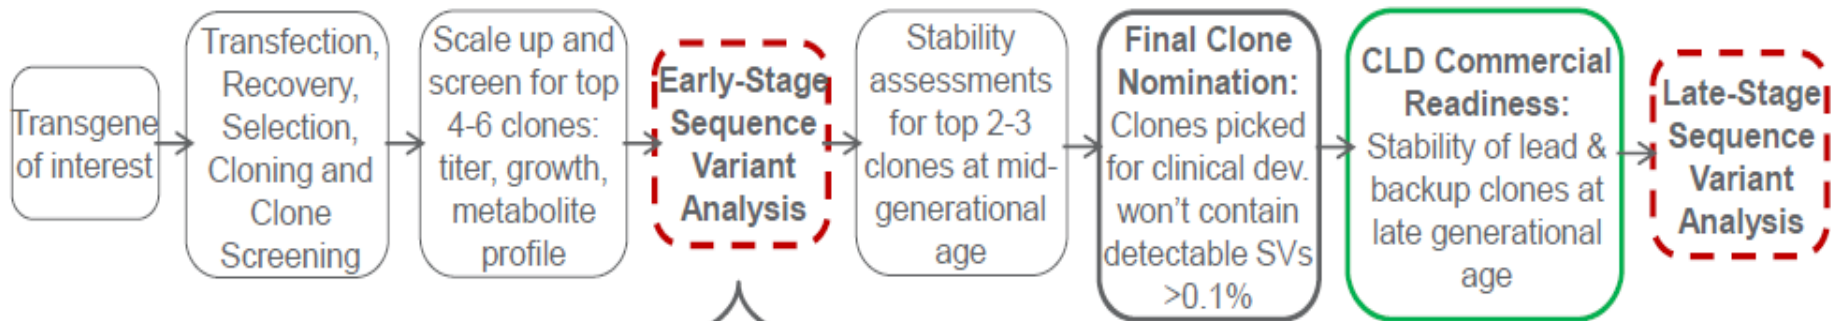 Transgene
of interest
Transfection,
Recovery,
Selection,
Cloning and
Clone
Screening
Scale up and
screen for top
4-6 clones:
titer, growth,
metabolite
profile
Early-Stage
Sequence
Variant
Analysis
Stability
assessments
for top 2-3
clones at mid-
generational
age
Final Clone
Nomination:
Clones picked
for clinical dev.
won't contain
detectable SVs
>0.1%
CLD Commercial
Readiness:
Stability of lead &
backup clones at
late generational
age
Late-Stage
Sequence
Variant
Analysis